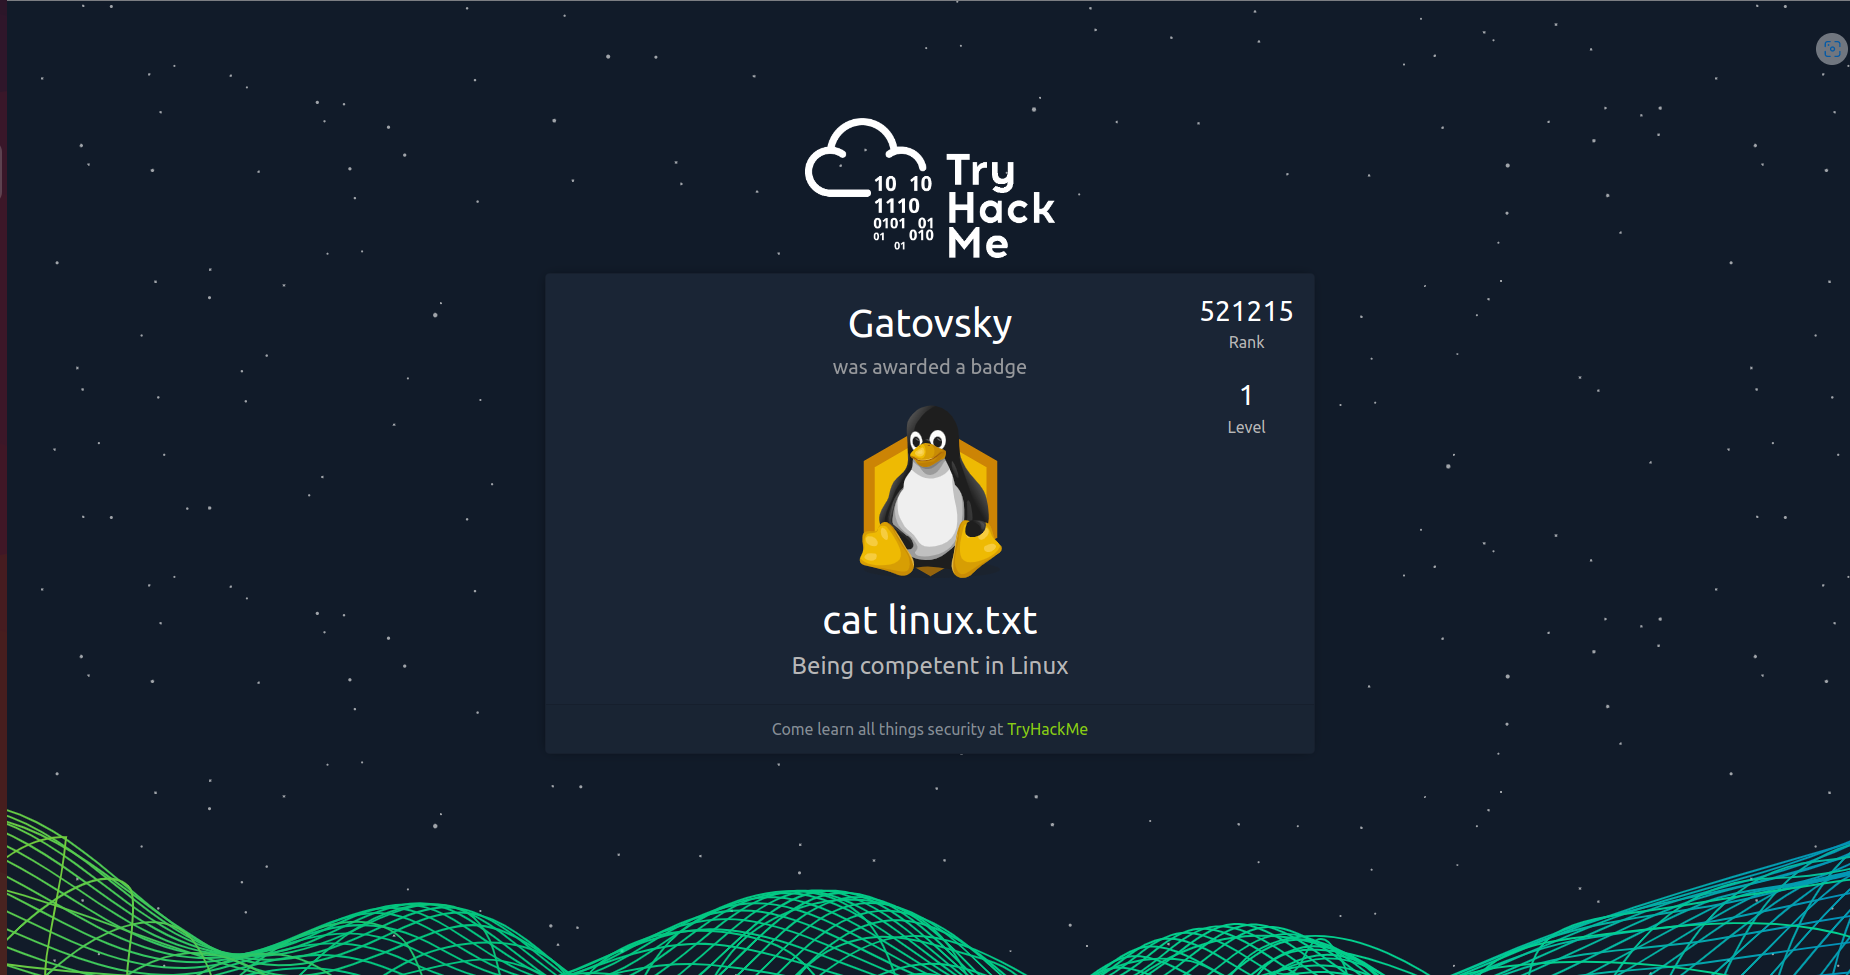 10 10
1110
0101 01
01 010
01
Try
Hack
Me
Gatovsky
was awarded a badge
521215
Rank
1
Level
cat linux.txt
Being competent in Linux
Come learn all things security at TryHackMe